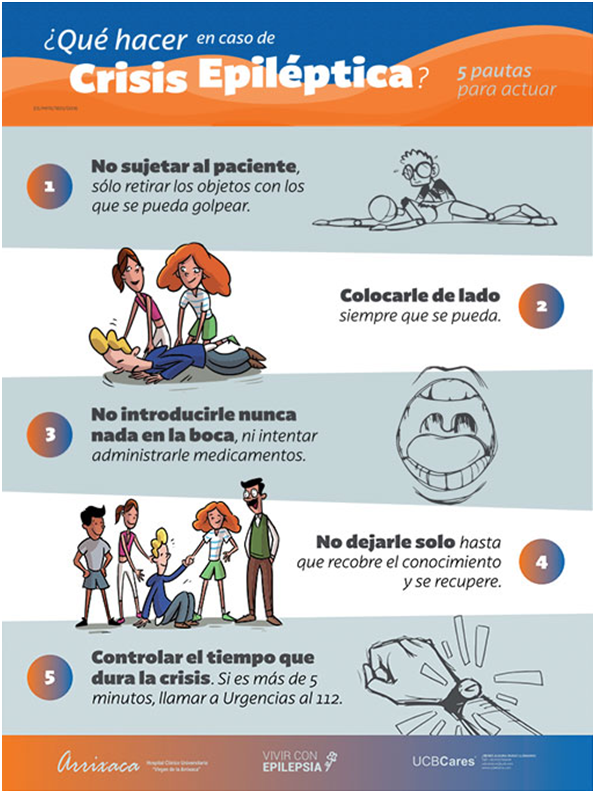 ¿Qué hacer en caso de
Crisis Epiléptica?
5 pautas
para actuar
1
No sujetar al paciente,
sólo retirar los objetos con los
que se pueda golpear.
Colocarle de lado
siempre que se pueda.
2
3
No introducirle nunca
nada en la boca, ni intentar
administrarle medicamentos.
No dejarle solo hasta
que recobre el conocimiento
y se recupere.
4
5
Controlar el tiempo que
dura la crisis. Si es más de 5
minutos, llamar a Urgencias al 112.
Arrixaca
Hospital Clínico Universitario
"Virgen de la Arrixaca"
VIVIR CON
EPILEPSIA
UCBCares